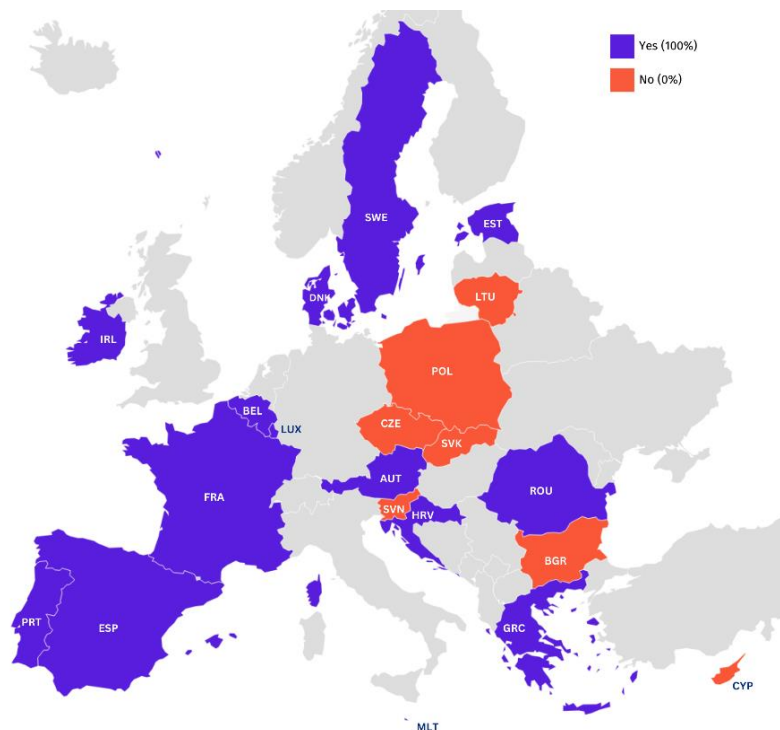 Yes (100%)
No (0%)
SWE
EST
DNK
LTU
IRL
POL
BEL
LUX
CZE
SVK
AUT
FRA
ROU
SVN
HRV
BGR
PRT
ESP
GRC
CYP
MLT